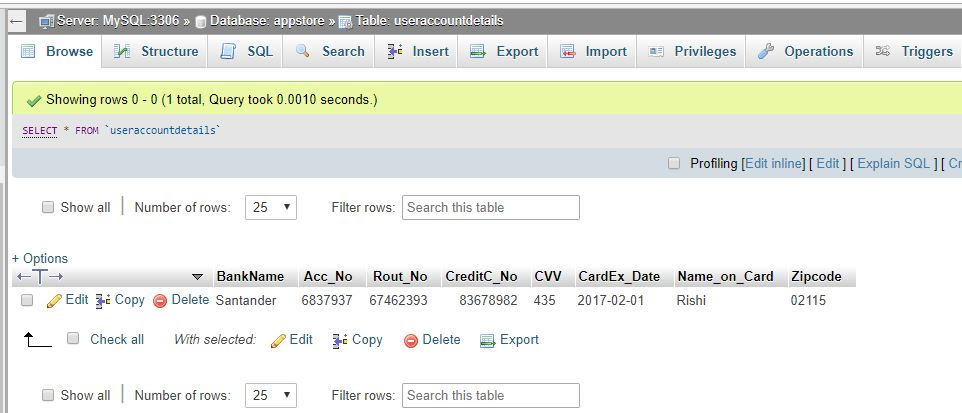 Server: MySQL:3306 » Database: appstore » Table: useraccountdetails
Browse Structure SQL Search Insert Export Import Privileges Operations Triggers
Showing rows 0 - 0 (1 total, Query took 0.0010 seconds.)
SELECT * FROM `useraccountdetails`
Profiling [Edit inline] [ Edit ] [ Explain SQL ] [ Cr
Show all Number of rows: 25 Filter rows: Search this table
+ Options
BankName Acc_No Rout_No CreditC_No CVV CardEx_Date Name_on_Card Zipcode
Edit Copy Delete Santander 6837937 67462393 83678982 435 2017-02-01 Rishi 02115
Check all With selected: Edit Copy Delete Export
Show all Number of rows: 25 Filter rows: Search this table